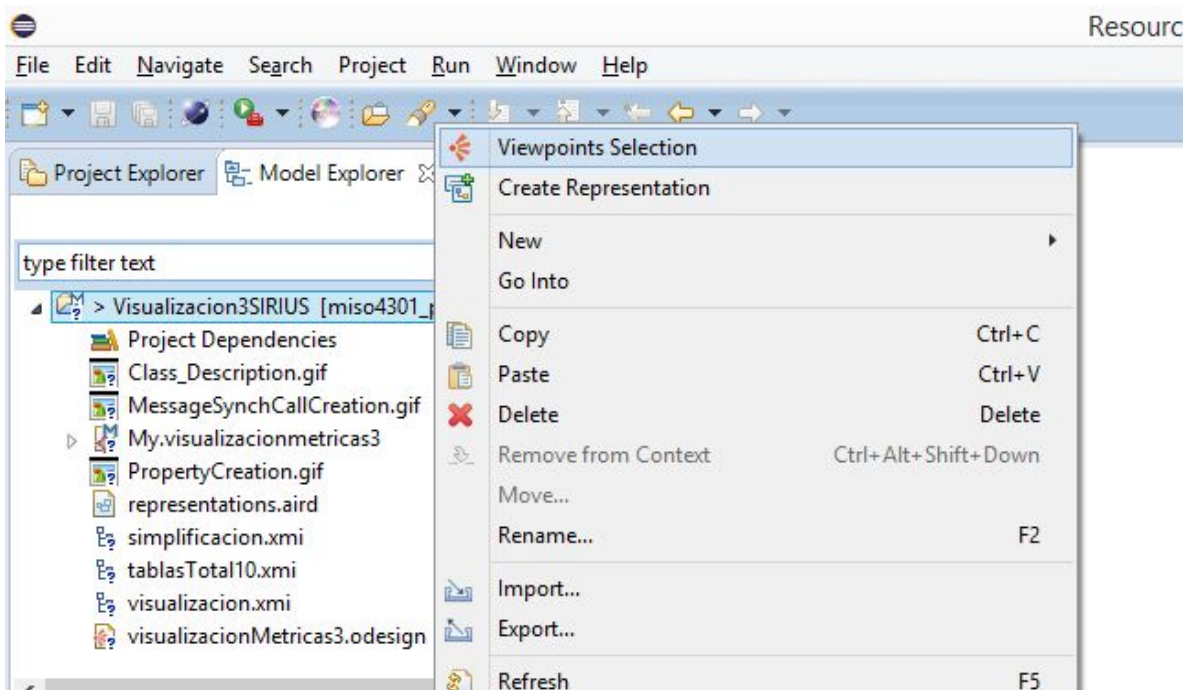 Resourc
File Edit Navigate Search Project Run Window Help
Project Explorer Model Explorer
type filter text
> Visualizacion3SIRIUS [miso4301_p
Project Dependencies
Class_Description.gif
MessageSynchCallCreation.gif
My.visualizacionmetricas3
PropertyCreation.gif
representations.aird
simplificacion.xmi
tablasTotal10.xmi
visualizacion.xmi
visualizacionMetricas3.odesign
Viewpoints Selection
Create Representation
New
Go Into
Copy Ctrl+C
Paste Ctrl+V
Delete Delete
Remove from Context Ctrl+Alt+Shift+Down
Move...
Rename... F2
Import...
Export...
Refresh F5